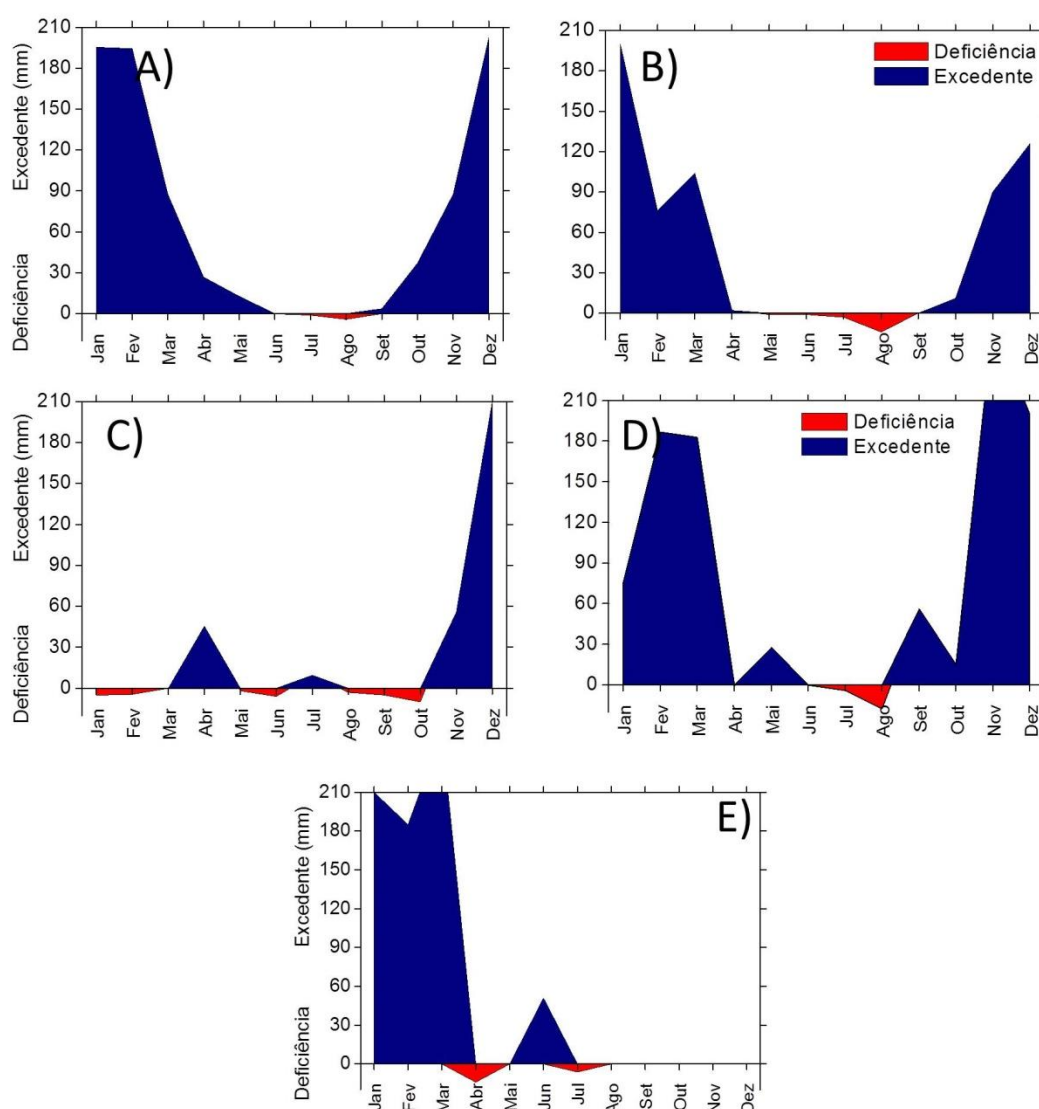 A)
Excedente (mm)
Deficiência
210
180
150
120
90
60
30
0
Jan Fev Mar Abr Mai Jun Jul Ago Set Out Nov Dez
B)
Deficiência
Excedente
210
180
150
120
90
60
30
0
Jan Fev Mar Abr Mai Jun Jul Ago Set Out Nov Dez
C)
Excedente (mm)
Deficiência
210
180
150
120
90
60
30
0
Jan Fev Mar Abr Mai Jun Jul Ago Set Out Nov Dez
D)
Deficiência
Excedente
210
180
150
120
90
60
30
0
Jan Fev Mar Abr Mai Jun Jul Ago Set Out Nov Dez
E)
Excedente (mm)
Deficiência
210
180
150
120
90
60
30
0
Jan Fev Mar Abr Mai Jun Jul Ago Set Out Nov Dez